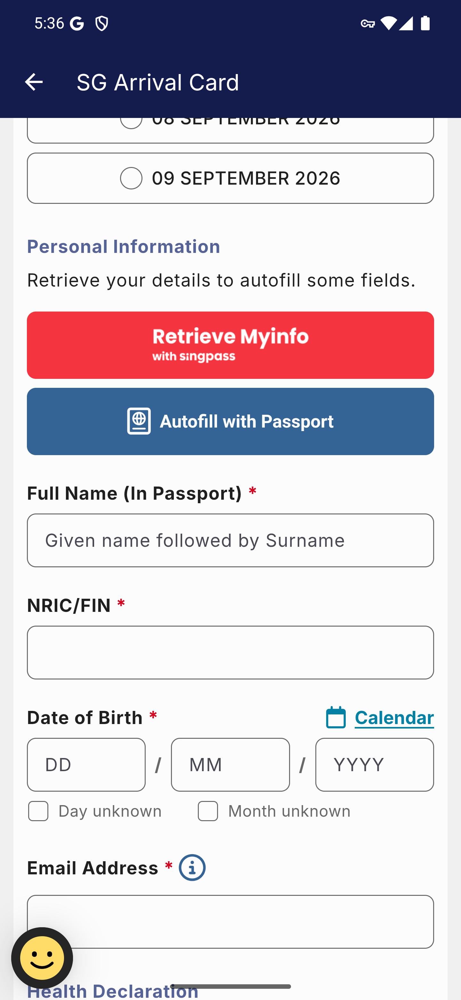 5:36
SG Arrival Card
08 SEPTEMBER 2026
09 SEPTEMBER 2026
Personal Information
Retrieve your details to autofill some fields.
Retrieve Myinfo
with singpass
Autofill with Passport
Full Name (In Passport) *
Given name followed by Surname
NRIC/FIN *
Date of Birth * Calendar
DD / MM / YYYY
Day unknown Month unknown
Email Address *
Health Declaration